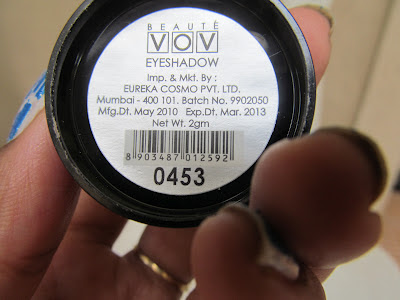 BEAUTÉ
VOV
EYESHADOW
Imp. & Mkt. By :
EUREKA COSMO PVT. LTD.
Mumbai - 400 101. Batch No. 9902050
Mfg.Dt. May 2010 Exp.Dt. Mar. 2013
Net Wt. 2gm
8 903487 012592
0453